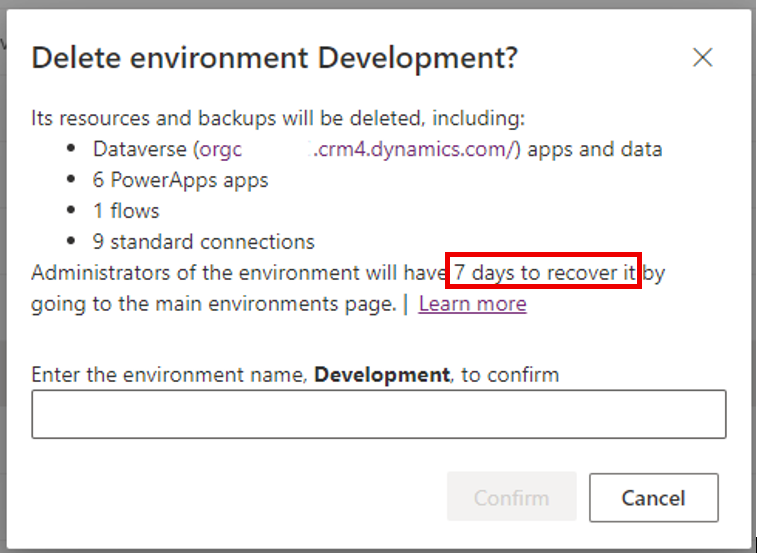 Delete environment Development?
Its resources and backups will be deleted, including:
• Dataverse (orgc .crm4.dynamics.com/) apps and data
• 6 PowerApps apps
• 1 flows
• 9 standard connections
Administrators of the environment will have 7 days to recover it by
going to the main environments page. | Learn more
Enter the environment name, Development, to confirm
Confirm Cancel